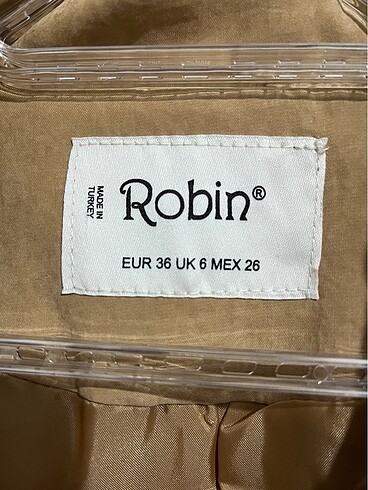 MADE IN
TURKEY
Robin®
EUR 36 UK 6 MEX 26